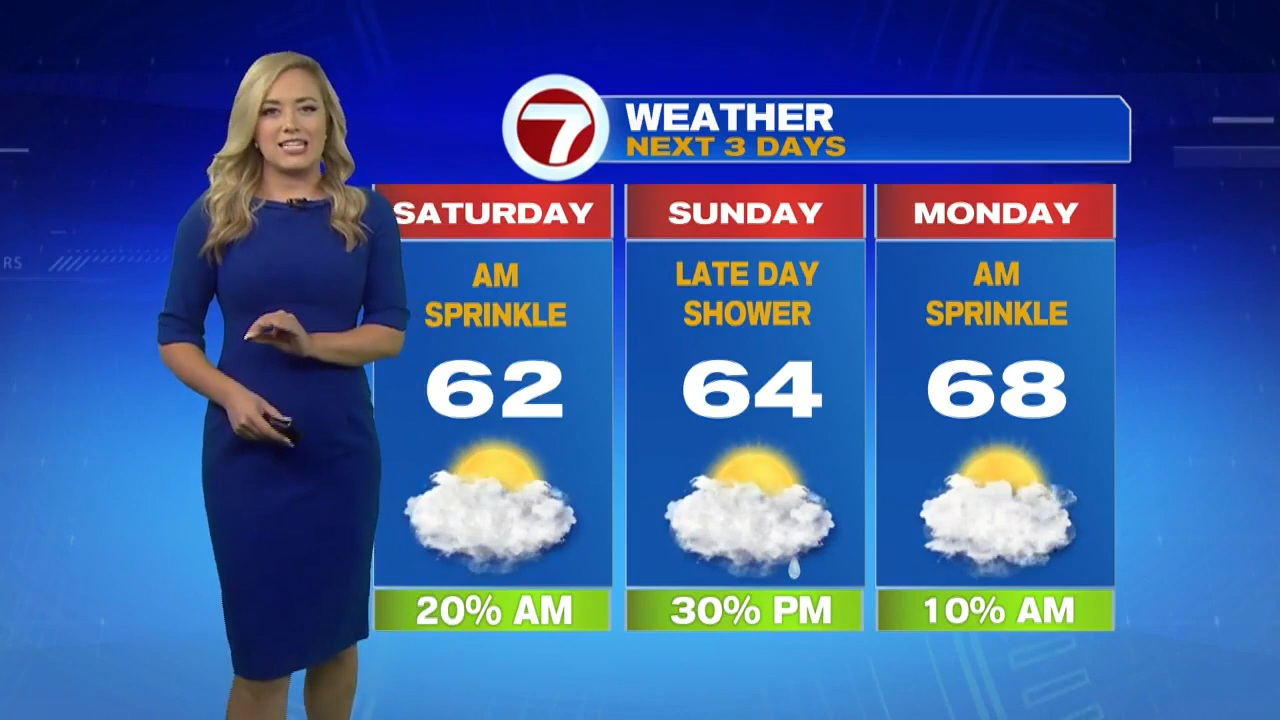 7
WEATHER
NEXT 3 DAYS
SATURDAY
AM
SPRINKLE
62
20% AM
SUNDAY
LATE DAY
SHOWER
64
30% PM
MONDAY
AM
SPRINKLE
68
10% AM
RS